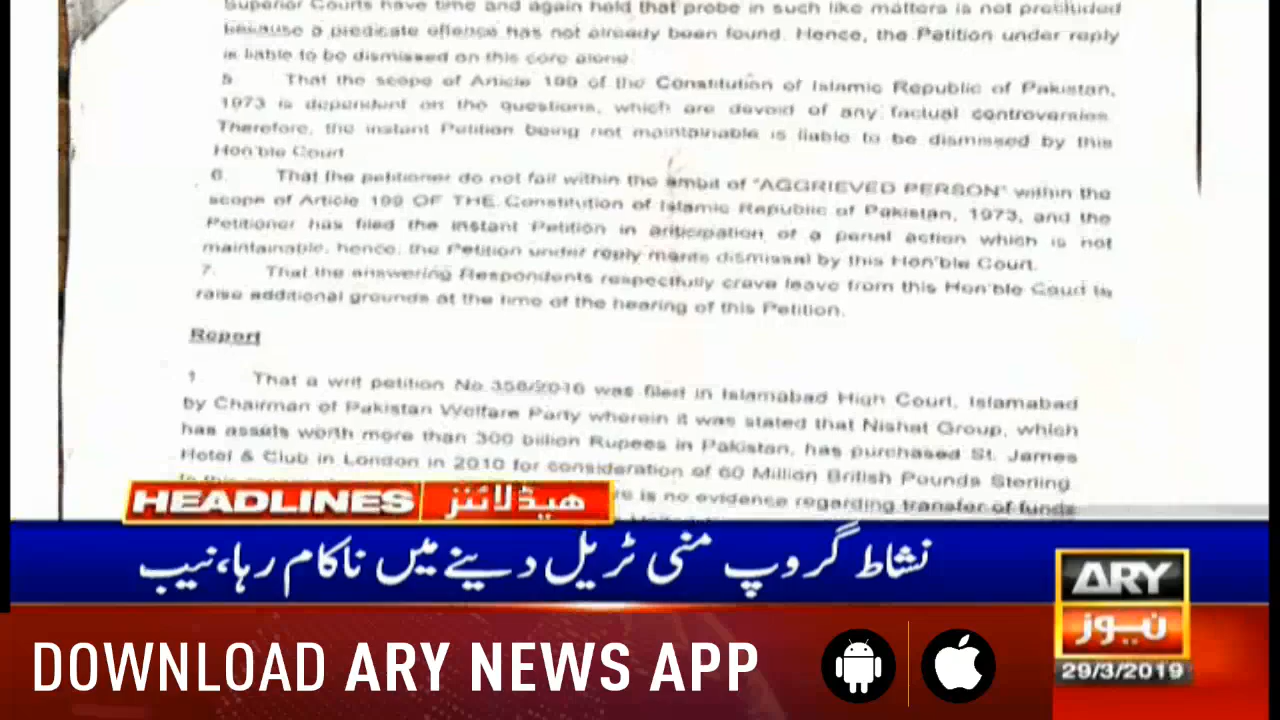 Superior Courts have time and again held that probe in such like matters is not precluded
because a predicate offence has not already been found. Hence, the Petition under reply
is liable to be dismissed on this core alone.
5. That the scope of Article 199 of the Constitution of Islamic Republic of Pakistan,
1973 is dependent on the questions, which are devoid of any factual controversies.
Therefore, the instant Petition being not maintainable is liable to be dismissed by this
Hon'ble Court
6. That the petitioner do not fall within the ambit of "AGGRIEVED PERSON" within the
scope of Article 199 OF THE Constitution of Islamic Republic of Pakistan, 1973, and the
Petitioner has filed the instant Petition in anticipation of a penal action which is not
maintainable, hence, the Petition under reply merits dismissal by this Hon'ble Court.
7. That the answering Respondents respectfully crave leave from this Hon'ble Court to
raise additional grounds at the time of the hearing of this Petition.
Report
1 That a writ petition No.358/2016 was filed in Islamabad High Court, Islamabad
by Chairman of Pakistan Welfare Party wherein it was stated that Nishat Group, which
has assets worth more than 300 billion Rupees in Pakistan, has purchased St. James
Hotel & Club in London in 2010 for consideration of 60 Million British Pounds Sterling.
is no evidence regarding transfer of funds
HEADLINES ہیڈلائنز
نشاط گروپ منی ٹریل دینے میں ناکام رہا، نیب
ARY
نیوز
29/3/2019
DOWNLOAD ARY NEWS APP